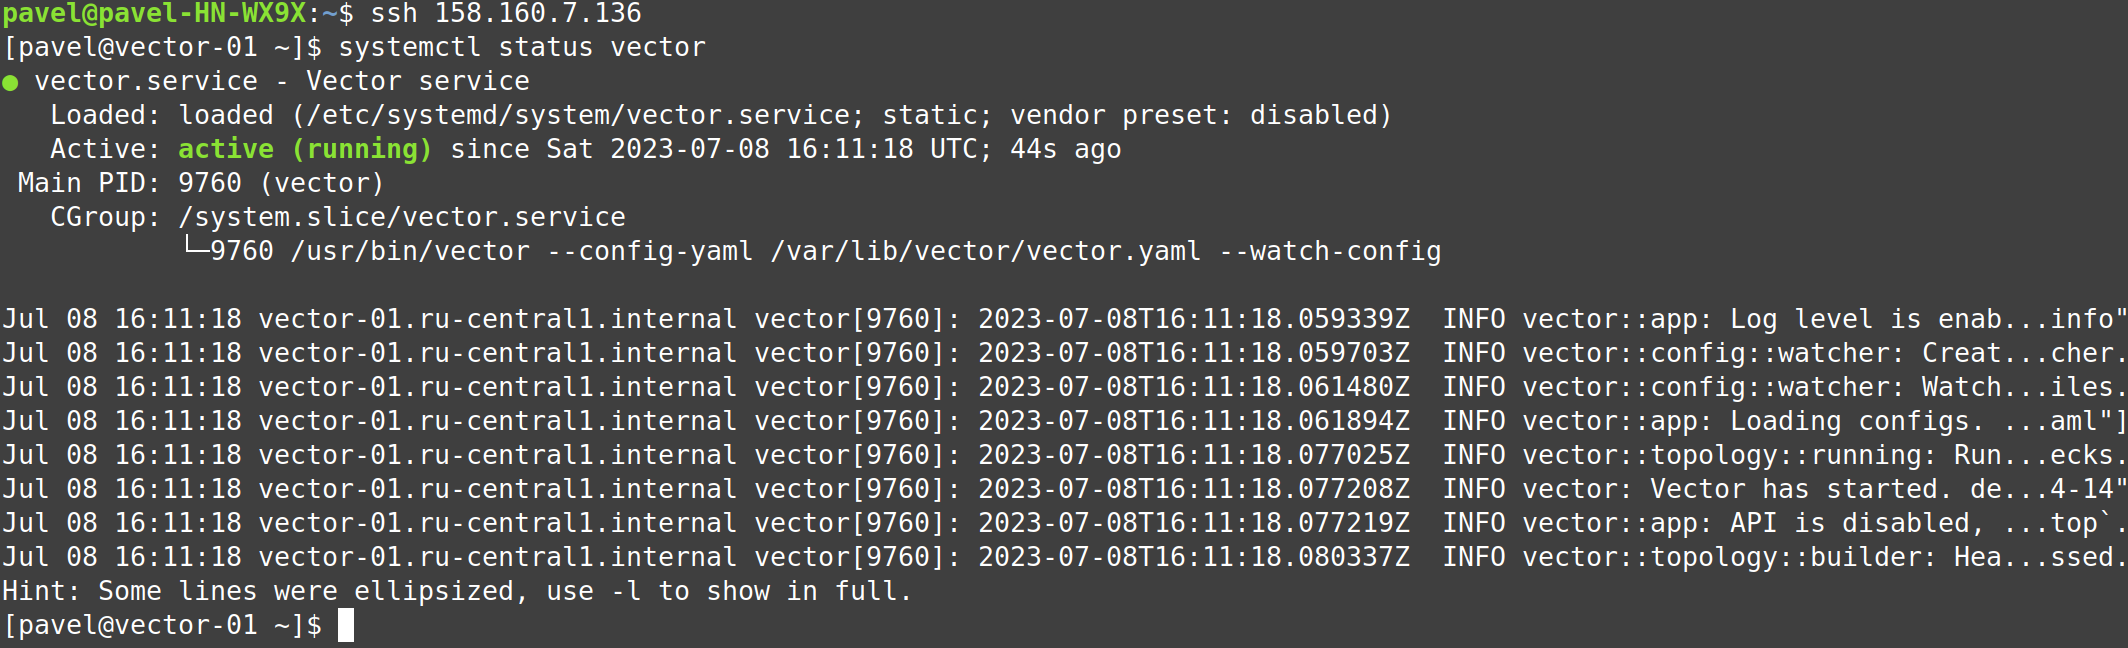 pavel@pavel-HN-WX9X:~$ ssh 158.160.7.136
[pavel@vector-01 ~]$ systemctl status vector
● vector.service - Vector service
   Loaded: loaded (/etc/systemd/system/vector.service; static; vendor preset: disabled)
   Active: active (running) since Sat 2023-07-08 16:11:18 UTC; 44s ago
 Main PID: 9760 (vector)
   CGroup: /system.slice/vector.service
           └─9760 /usr/bin/vector --config-yaml /var/lib/vector/vector.yaml --watch-config

Jul 08 16:11:18 vector-01.ru-central1.internal vector[9760]: 2023-07-08T16:11:18.059339Z  INFO vector::app: Log level is enab...info"
Jul 08 16:11:18 vector-01.ru-central1.internal vector[9760]: 2023-07-08T16:11:18.059703Z  INFO vector::config::watcher: Creat...cher.
Jul 08 16:11:18 vector-01.ru-central1.internal vector[9760]: 2023-07-08T16:11:18.061480Z  INFO vector::config::watcher: Watch...iles.
Jul 08 16:11:18 vector-01.ru-central1.internal vector[9760]: 2023-07-08T16:11:18.061894Z  INFO vector::app: Loading configs. ...aml"]
Jul 08 16:11:18 vector-01.ru-central1.internal vector[9760]: 2023-07-08T16:11:18.077025Z  INFO vector::topology::running: Run...ecks.
Jul 08 16:11:18 vector-01.ru-central1.internal vector[9760]: 2023-07-08T16:11:18.077208Z  INFO vector: Vector has started. de...4-14"
Jul 08 16:11:18 vector-01.ru-central1.internal vector[9760]: 2023-07-08T16:11:18.077219Z  INFO vector::app: API is disabled, ...top`.
Jul 08 16:11:18 vector-01.ru-central1.internal vector[9760]: 2023-07-08T16:11:18.080337Z  INFO vector::topology::builder: Hea...ssed.
Hint: Some lines were ellipsized, use -l to show in full.
[pavel@vector-01 ~]$